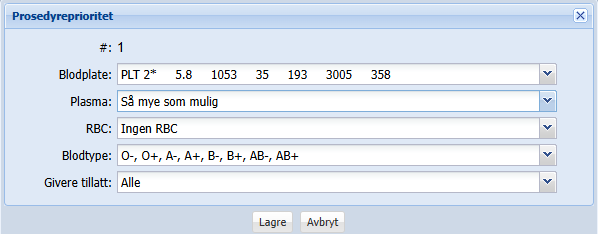 Prosedyreprioritet
#: 1
Blodplate: PLT 2* 5.8 1053 35 193 3005 358
Plasma: Så mye som mulig
RBC: Ingen RBC
Blodtype: O-, O+, A-, A+, B-, B+, AB-, AB+
Givere tillatt: Alle
Lagre Avbryt